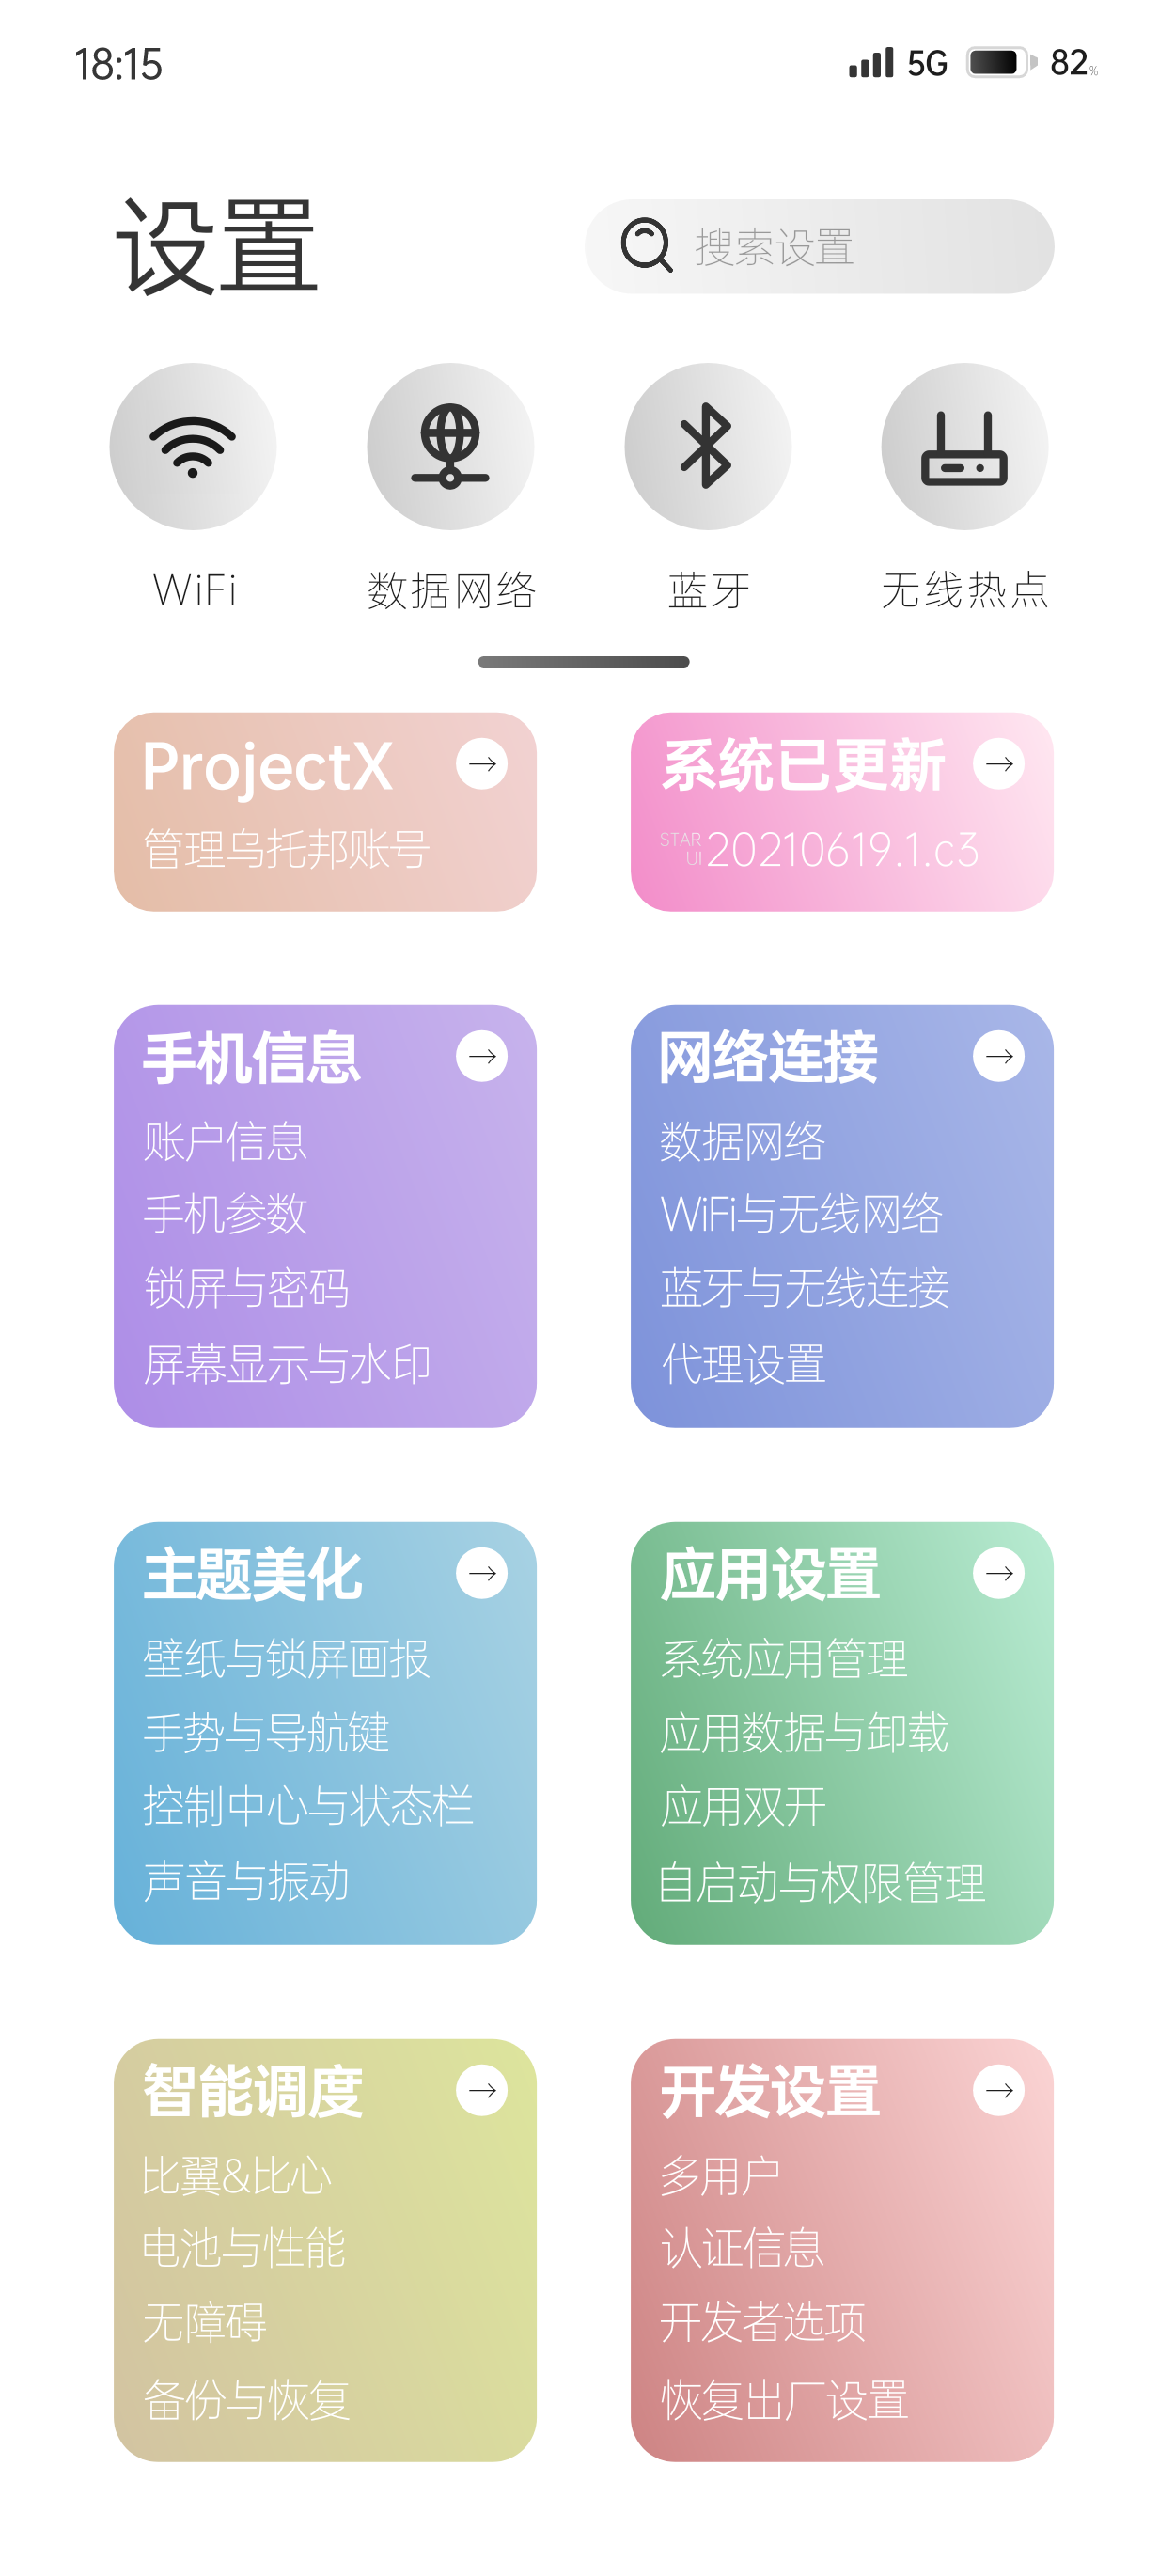 18:15
5G 82%
设置
搜索设置
WiFi 数据网络 蓝牙 无线热点
ProjectX
管理乌托邦账号
系统已更新
STAR UI 20210619.1.c3
手机信息
账户信息
手机参数
锁屏与密码
屏幕显示与水印
网络连接
数据网络
WiFi与无线网络
蓝牙与无线连接
代理设置
主题美化
壁纸与锁屏画报
手势与导航键
控制中心与状态栏
声音与振动
应用设置
系统应用管理
应用数据与卸载
应用双开
自启动与权限管理
智能调度
比翼&比心
电池与性能
无障碍
备份与恢复
开发设置
多用户
认证信息
开发者选项
恢复出厂设置